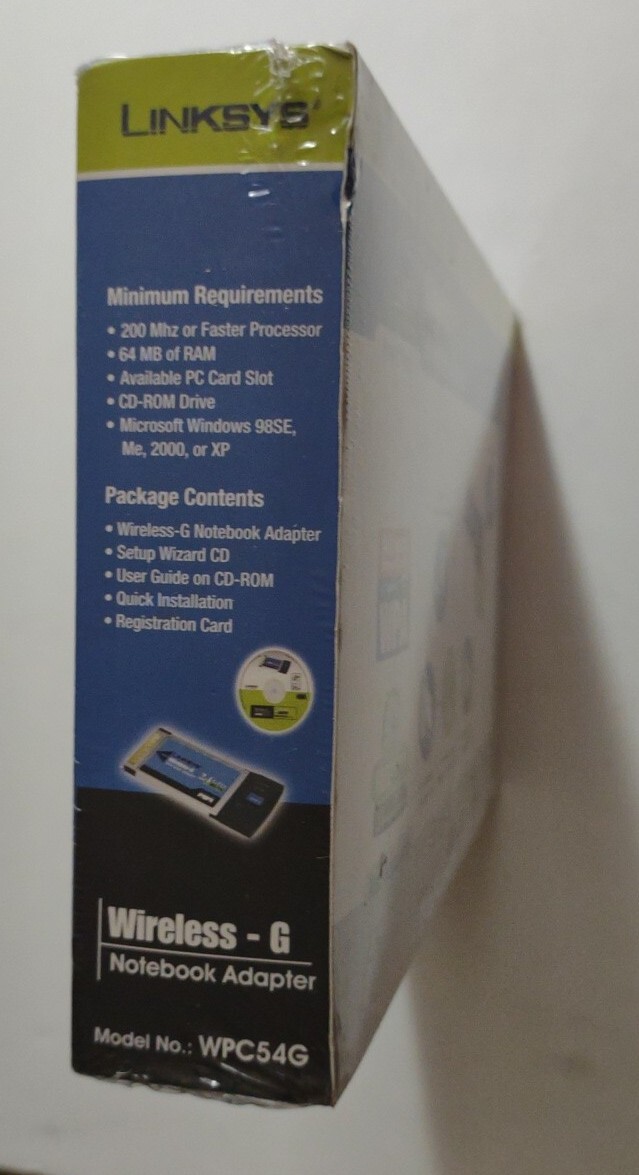 LINKSYS
Minimum Requirements
• 200 Mhz or Faster Processor
• 64 MB of RAM
• Available PC Card Slot
• CD-ROM Drive
• Microsoft Windows 98SE,
Me, 2000, or XP
Package Contents
• Wireless-G Notebook Adapter
• Setup Wizard CD
• User Guide on CD-ROM
• Quick Installation
• Registration Card
Wireless - G
Notebook Adapter
Model No.: WPC54G